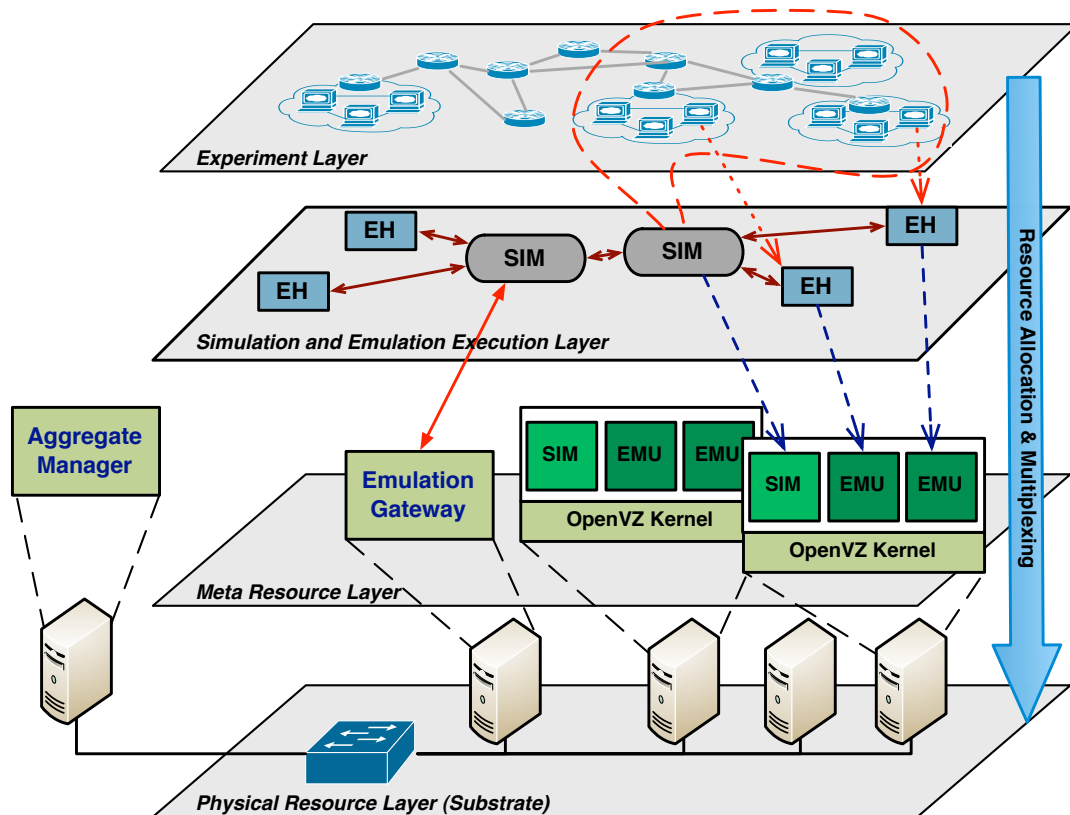 Experiment Layer
EH
EH
SIM
SIM
EH
EH
Simulation and Emulation Execution Layer
Resource Allocation & Multiplexing
Aggregate
Manager
Emulation
Gateway
SIM
EMU
EMU
OpenVZ Kernel
SIM
EMU
EMU
OpenVZ Kernel
Meta Resource Layer
Physical Resource Layer (Substrate)